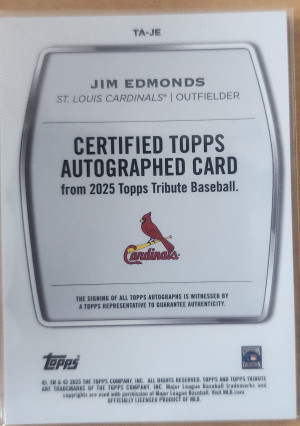 TA-JE
JIM EDMONDS
ST. LOUIS CARDINALS® | OUTFIELDER
CERTIFIED TOPPS
AUTOGRAPHED CARD
from 2025 Topps Tribute Baseball.
Cardinals
THE SIGNING OF ALL TOPPS AUTOGRAPHS IS WITNESSED BY
A TOPPS REPRESENTATIVE TO GUARANTEE AUTHENTICITY.
Topps
®, TM & © 2025 THE TOPPS COMPANY, INC. ALL RIGHTS RESERVED. TOPPS AND TOPPS TRIBUTE
ARE TRADEMARKS OF THE TOPPS COMPANY, INC. Major League Baseball trademarks and
copyrights are used with permission of Major League Baseball. Visit MLB.com.
OFFICIALLY LICENSED PRODUCT OF MLB.